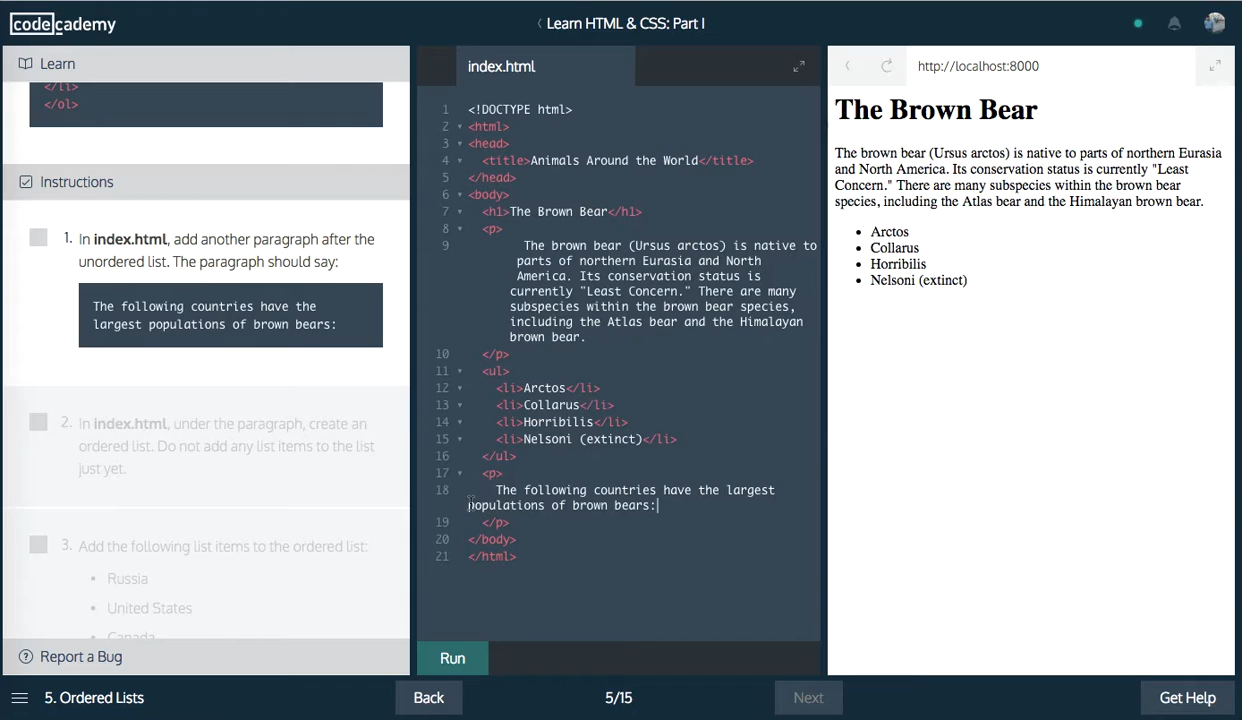 codecademy
Learn HTML & CSS: Part I
Learn
</li>
</ol>
Instructions
1. In index.html, add another paragraph after the
unordered list. The paragraph should say:
The following countries have the
largest populations of brown bears:
2. In index.html, under the paragraph, create an
ordered list. Do not add any list items to the list
just yet.
3. Add the following list items to the ordered list:
• Russia
• United States
• Canada
Report a Bug
index.html
1 <!DOCTYPE html>
2 <html>
3 <head>
4 <title>Animals Around the World</title>
5 </head>
6 <body>
7 <h1>The Brown Bear</h1>
8 <p>
9 The brown bear (Ursus arctos) is native to
parts of northern Eurasia and North
America. Its conservation status is
currently "Least Concern." There are many
subspecies within the brown bear species,
including the Atlas bear and the Himalayan
brown bear.
10 </p>
11 <ul>
12 <li>Arctos</li>
13 <li>Collarus</li>
14 <li>Horribilis</li>
15 <li>Nelsoni (extinct)</li>
16 </ul>
17 <p>
18 The following countries have the largest
populations of brown bears:
19 </p>
20 </body>
21 </html>
Run
http://localhost:8000
The Brown Bear
The brown bear (Ursus arctos) is native to parts of northern Eurasia
and North America. Its conservation status is currently "Least
Concern." There are many subspecies within the brown bear
species, including the Atlas bear and the Himalayan brown bear.
• Arctos
• Collarus
• Horribilis
• Nelsoni (extinct)
5. Ordered Lists
Back
5/15
Next
Get Help